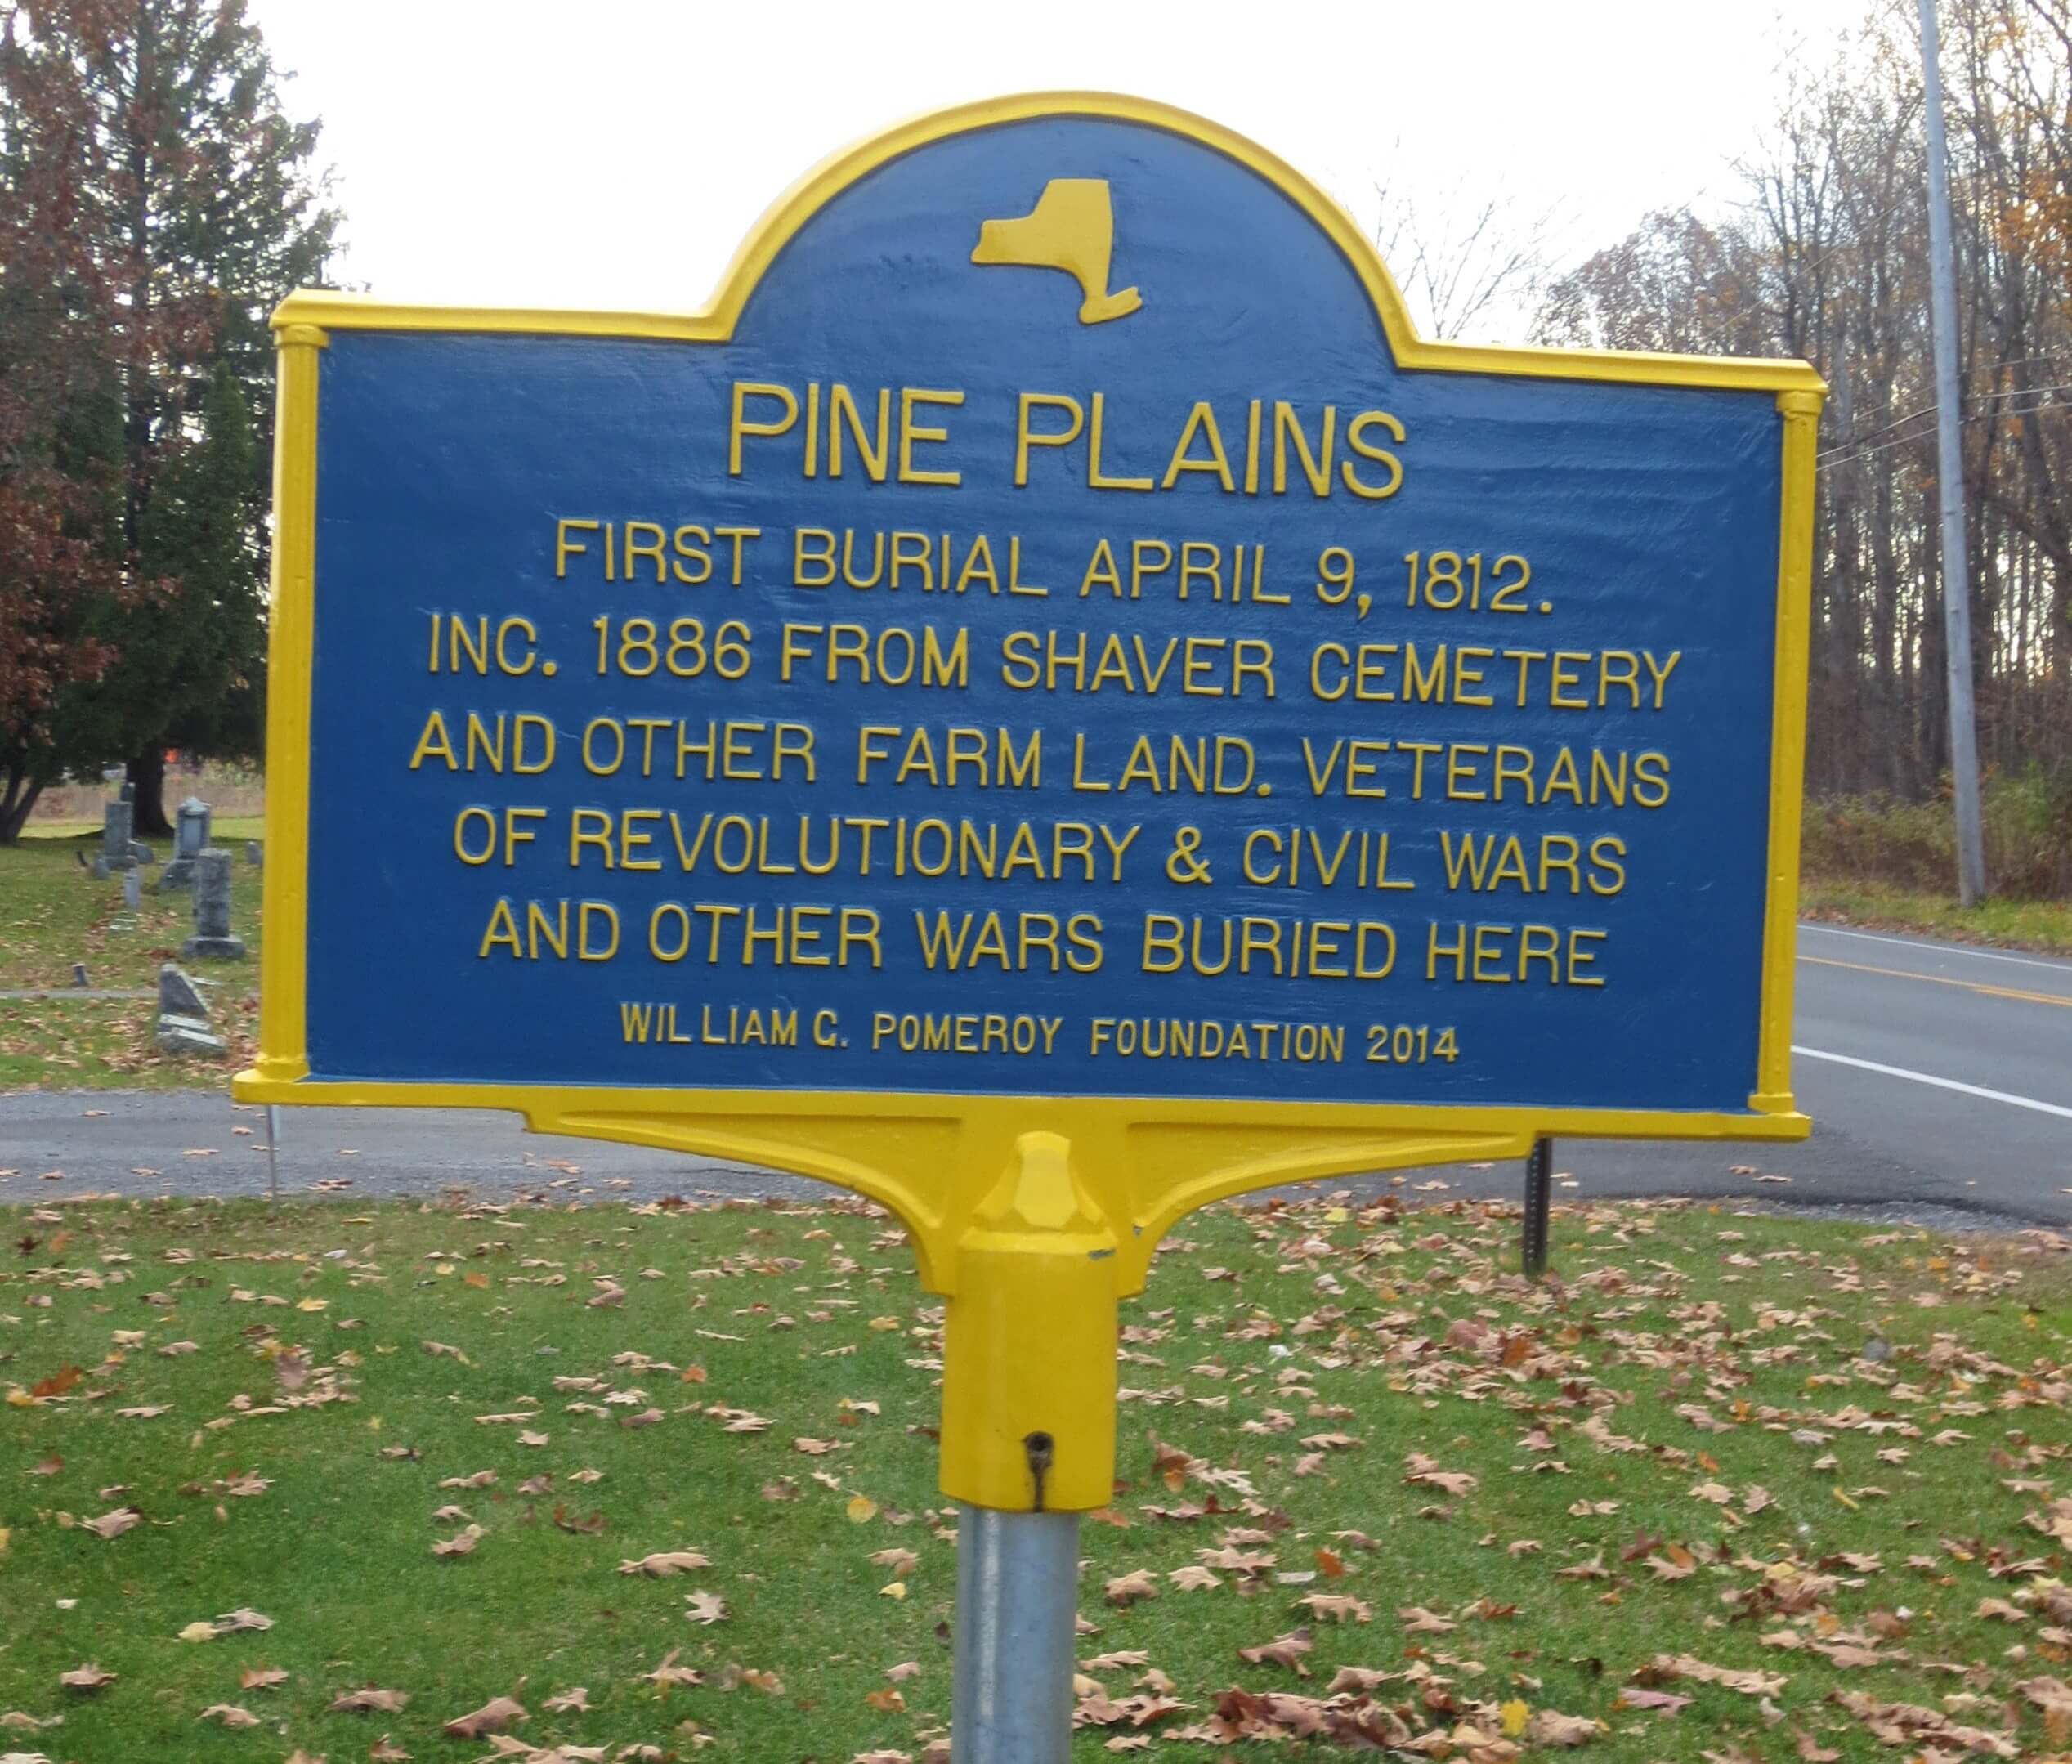 PINE PLAINS
FIRST BURIAL APRIL 9, 1812.
INC. 1886 FROM SHAVER CEMETERY
AND OTHER FARM LAND. VETERANS
OF REVOLUTIONARY & CIVIL WARS
AND OTHER WARS BURIED HERE
WILLIAM G. POMEROY FOUNDATION 2014